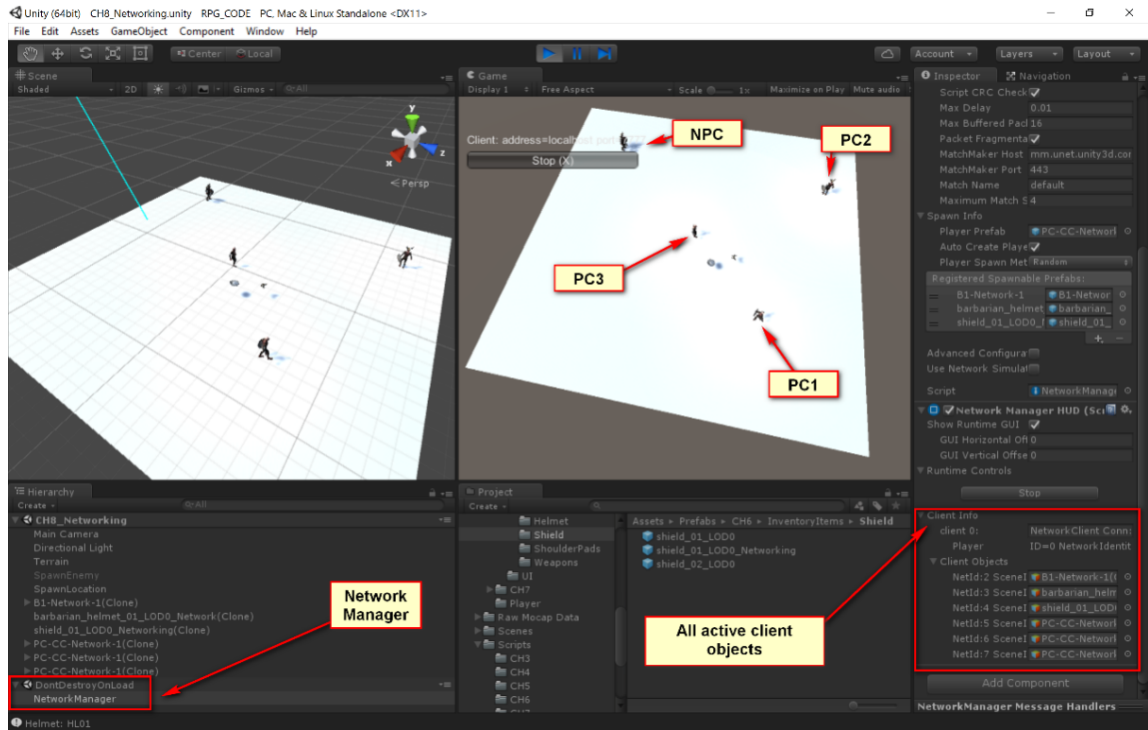 Unity (64bit) CH8_Networking.unity RPG_CODE PC, Mac & Linux Standalone <DX11>
File Edit Assets GameObject Component Window Help
Center Local
Account Layers Layout
Scene
Shaded 2D Gizmos All
y
x
z
Persp
Game
Display 1 Free Aspect Scale 1x Maximize on Play Mute audio
Client: address=localhost port
Stop (X)
NPC
PC2
PC3
PC1
Inspector Navigation
Script CRC Check
Max Delay 0.01
Max Buffered Pacl 16
Packet Fragmenta
MatchMaker Host mm.unet.unity3d.cor
MatchMaker Port 443
Match Name default
Maximum Match S 4
Spawn Info
Player Prefab PC-CC-Network
Auto Create Playe
Player Spawn Met Random
Registered Spawnable Prefabs:
B1-Network-1 B1-Networ
barbarian_helmet barbarian_
shield_01_LOD0_ shield_01_
Advanced Configura
Use Network Simulat
Script NetworkManag
Network Manager HUD (Scr
Show Runtime GUI
GUI Horizontal Off 0
GUI Vertical Offse 0
Runtime Controls
Stop
Client Info
client 0: NetworkClient Conn:
Player ID=0 NetworkIdentit
Client Objects
NetId:2 SceneI B1-Network-1(
NetId:3 SceneI barbarian_helm
NetId:4 SceneI shield_01_LOD
NetId:5 SceneI PC-CC-Network
NetId:6 SceneI PC-CC-Network
NetId:7 SceneI PC-CC-Network
Add Component
NetworkManager Message Handlers
Hierarchy
Create All
CH8_Networking
Main Camera
Directional Light
Terrain
SpawnEnemy
SpawnLocation
B1-Network-1(Clone)
barbarian_helmet_01_LOD0_Network(Clone)
shield_01_LOD0_Networking(Clone)
PC-CC-Network-1(Clone)
PC-CC-Network-1(Clone)
PC-CC-Network-1(Clone)
DontDestroyOnLoad
NetworkManager
Network
Manager
Project
Create
Helmet
Shield
ShoulderPads
Weapons
UI
CH7
Player
Raw Mocap Data
Scenes
Scripts
CH3
CH4
CH5
CH6
Assets Prefabs CH6 InventoryItems Shield
shield_01_LOD0
shield_01_LOD0_Networking
shield_02_LOD0
All active client
objects
Helmet: HL01